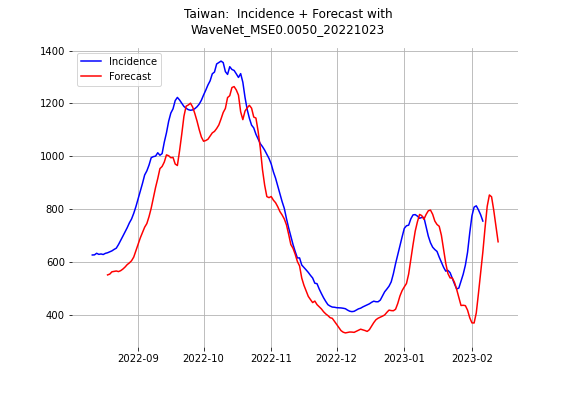 Taiwan:  Incidence + Forecast with
WaveNet_MSE0.0050_20221023
Incidence
Forecast
1400
1200
1000
800
600
400
2022-09 2022-10 2022-11 2022-12 2023-01 2023-02